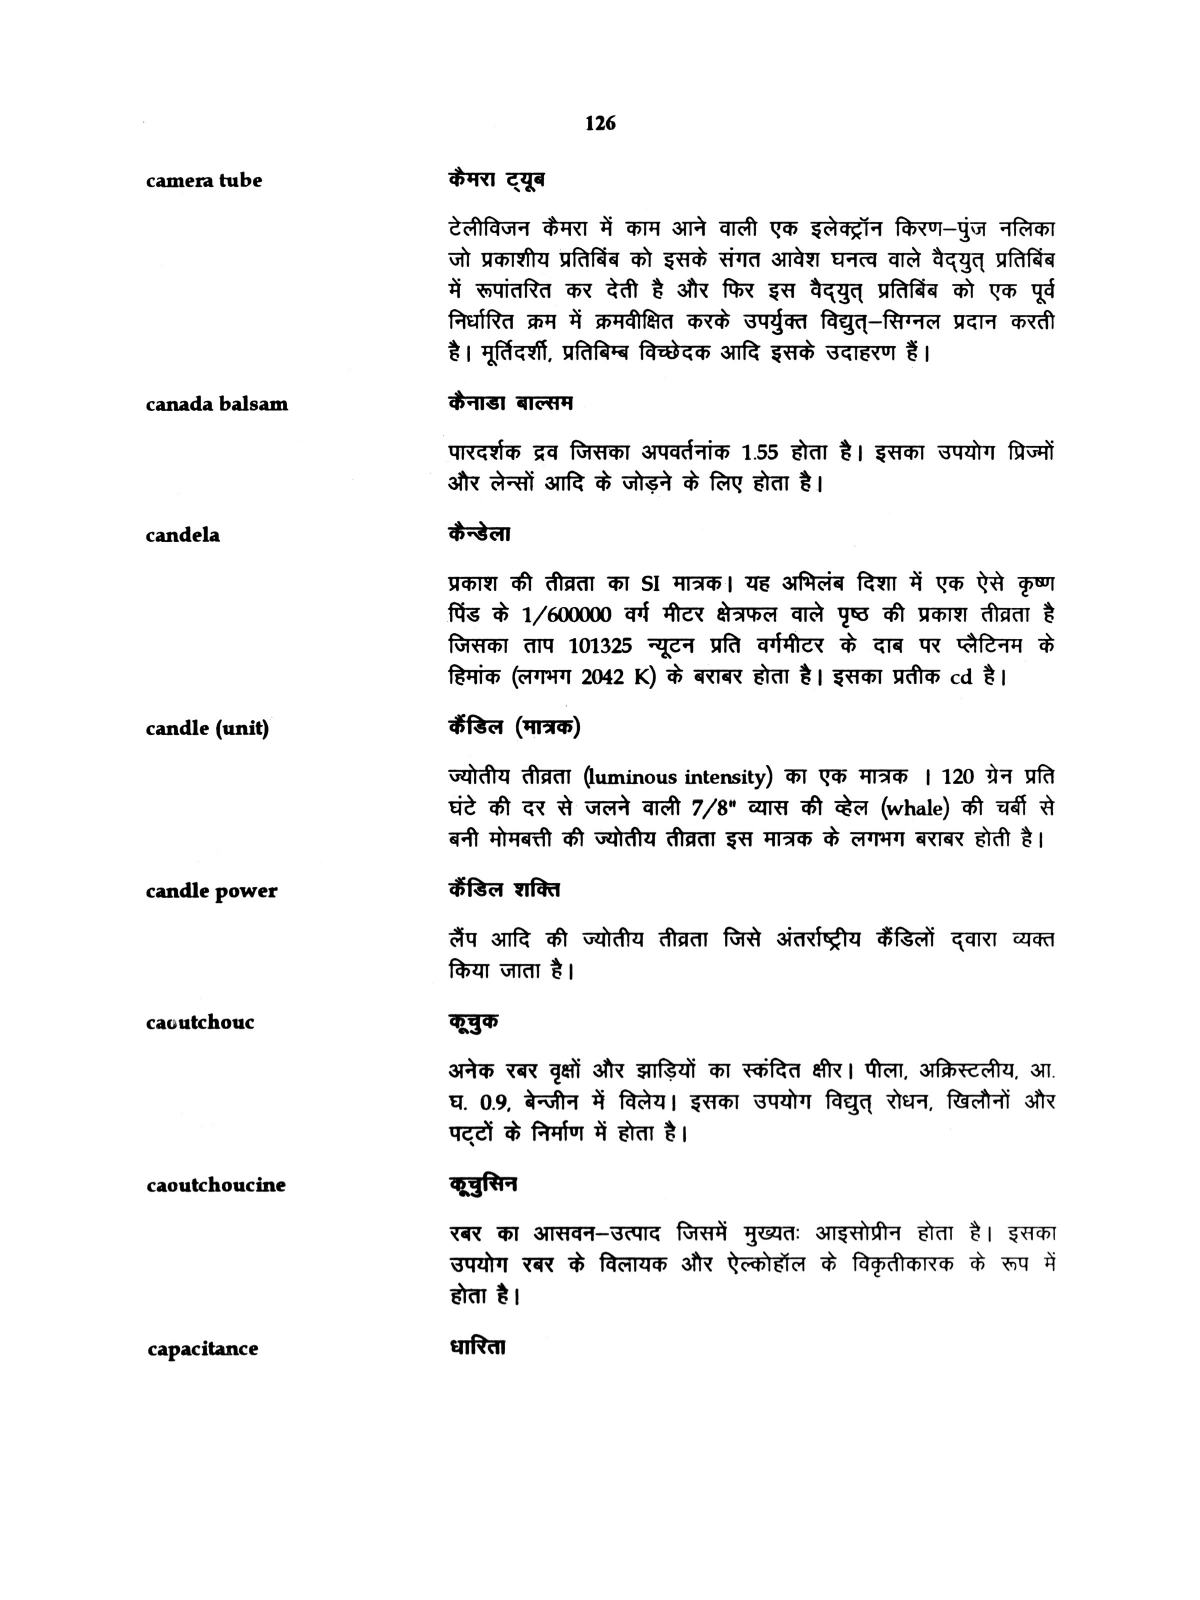 126
camera tube कैमरा ट्यूब
टेलीविजन कैमरा में काम आने वाली एक इलेक्ट्रॉन किरण–पुंज नलिका
जो प्रकाशीय प्रतिबिंब को इसके संगत आवेश घनत्व वाले वैद्‌युत् प्रतिबिंब
में रूपांतरित कर देती है और फिर इस वैद्‌युत् प्रतिबिंब को एक पूर्व
निर्धारित क्रम में क्रमवीक्षित करके उपर्युक्त विद्युत्–सिग्नल प्रदान करती
है। मूर्तिदर्शी, प्रतिबिम्ब विच्छेदक आदि इसके उदाहरण हैं।
canada balsam कैनाडा बाल्सम
पारदर्शक द्रव जिसका अपवर्तनांक 1.55 होता है। इसका उपयोग प्रिज्मों
और लेन्सों आदि के जोड़ने के लिए होता है।
candela कैन्डेला
प्रकाश की तीव्रता का SI मात्रक। यह अभिलंब दिशा में एक ऐसे कृष्ण
पिंड के 1/600000 वर्ग मीटर क्षेत्रफल वाले पृष्ठ की प्रकाश तीव्रता है
जिसका ताप 101325 न्यूटन प्रति वर्गमीटर के दाब पर प्लैटिनम के
हिमांक (लगभग 2042 K) के बराबर होता है। इसका प्रतीक cd है।
candle (unit) कैंडिल (मात्रक)
ज्योतीय तीव्रता (luminous intensity) का एक मात्रक । 120 ग्रेन प्रति
घंटे की दर से जलने वाली 7/8" व्यास की व्हेल (whale) की चर्बी से
बनी मोमबत्ती की ज्योतीय तीव्रता इस मात्रक के लगभग बराबर होती है।
candle power कैंडिल शक्ति
लैंप आदि की ज्योतीय तीव्रता जिसे अंतर्राष्ट्रीय कैंडिलों द्‌वारा व्यक्त
किया जाता है।
caoutchouc कूचुक
अनेक रबर वृक्षों और झाड़ियों का स्कंदित क्षीर। पीला, अक्रिस्टलीय, आ.
घ. 0.9, बेन्जीन में विलेय। इसका उपयोग विद्युत् रोधन, खिलौनों और
पट्‌टों के निर्माण में होता है।
caoutchoucine कूचुसिन
रबर का आसवन–उत्पाद जिसमें मुख्यतः आइसोप्रीन होता है। इसका
उपयोग रबर के विलायक और ऐल्कोहॉल के विकृतीकारक के रूप में
होता है।
capacitance धारिता